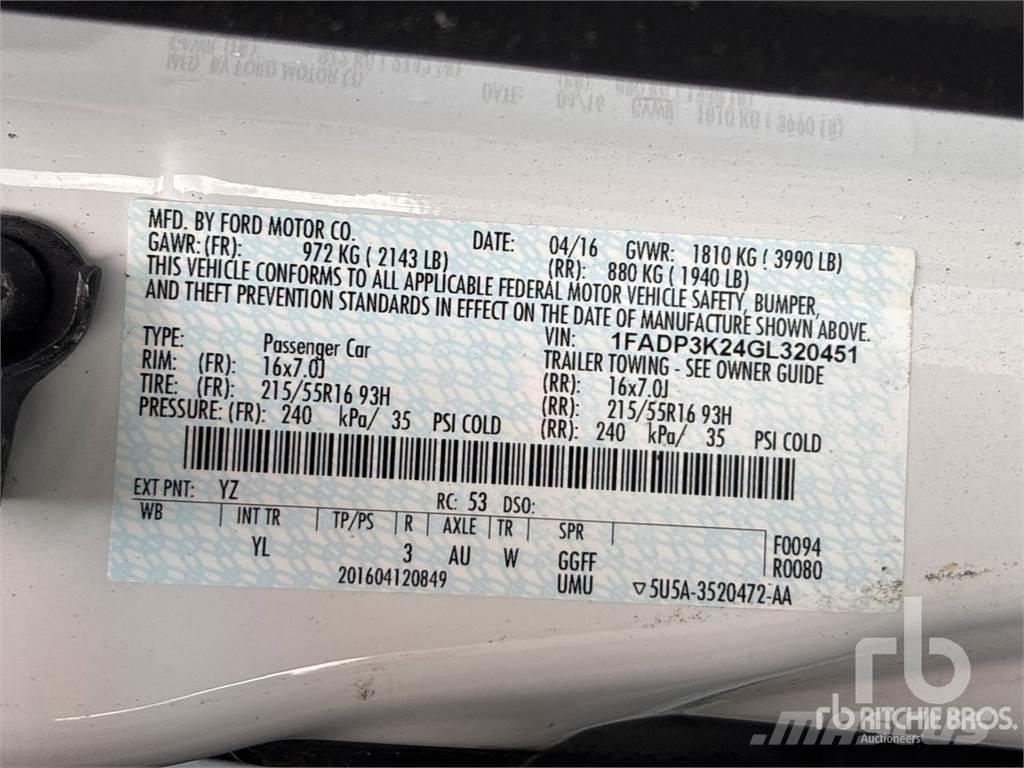 MFD. BY FORD MOTOR CO. DATE: 04/16 GVWR: 1810 KG ( 3990 LB)
GAWR: (FR): 972 KG ( 2143 LB) (RR): 880 KG ( 1940 LB)
THIS VEHICLE CONFORMS TO ALL APPLICABLE FEDERAL MOTOR VEHICLE SAFETY, BUMPER,
AND THEFT PREVENTION STANDARDS IN EFFECT ON THE DATE OF MANUFACTURE SHOWN ABOVE.
VIN: 1FADP3K24GL320451
TYPE: Passenger Car TRAILER TOWING - SEE OWNER GUIDE
RIM: (FR): 16x7.0J (RR): 16x7.0J
TIRE: (FR): 215/55R16 93H (RR): 215/55R16 93H
PRESSURE: (FR): 240 kPa/ 35 PSI COLD (RR): 240 kPa/ 35 PSI COLD
EXT PNT: YZ RC: 53 DSO:
WB INT TR TP/PS R AXLE TR SPR F0094
YL 3 AU W GGFF R0080
201604120849 UMU ▽5U5A-3520472-AA
rb
rb RITCHIE BROS.
Auctioneers
MASCUS